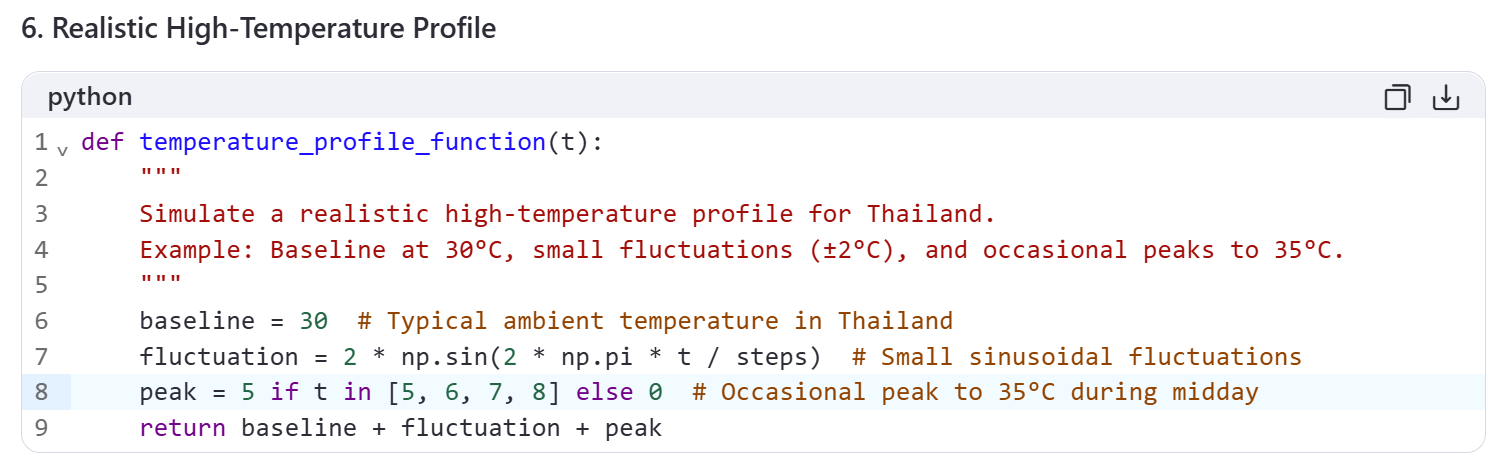 6. Realistic High-Temperature Profile
python
1 def temperature_profile_function(t):
2     """
3     Simulate a realistic high-temperature profile for Thailand.
4     Example: Baseline at 30°C, small fluctuations (±2°C), and occasional peaks to 35°C.
5     """
6     baseline = 30  # Typical ambient temperature in Thailand
7     fluctuation = 2 * np.sin(2 * np.pi * t / steps)  # Small sinusoidal fluctuations
8     peak = 5 if t in [5, 6, 7, 8] else 0  # Occasional peak to 35°C during midday
9     return baseline + fluctuation + peak